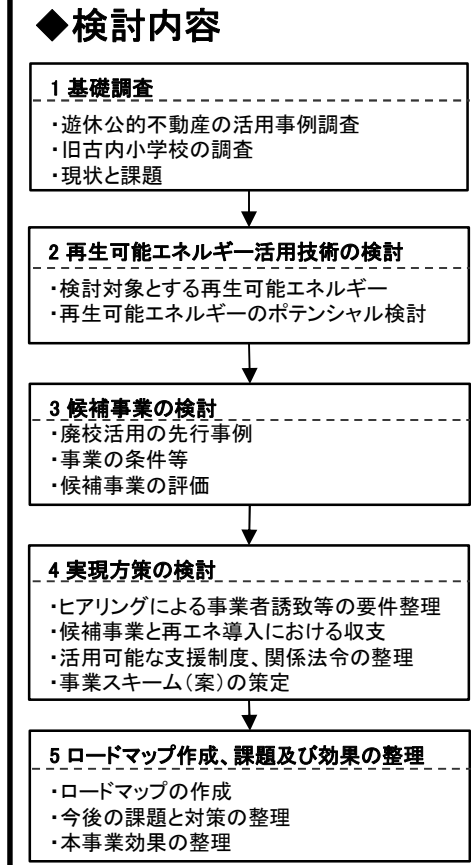 ◆検討内容
1 基礎調査
・遊休公的不動産の活用事例調査
・旧古内小学校の調査
・現状と課題
2 再生可能エネルギー活用技術の検討
・検討対象とする再生可能エネルギー
・再生可能エネルギーのポテンシャル検討
3 候補事業の検討
・廃校活用の先行事例
・事業の条件等
・候補事業の評価
4 実現方策の検討
・ヒアリングによる事業者誘致等の要件整理
・候補事業と再エネ導入における収支
・活用可能な支援制度、関係法令の整理
・事業スキーム(案)の策定
5 ロードマップ作成、課題及び効果の整理
・ロードマップの作成
・今後の課題と対策の整理
・本事業効果の整理